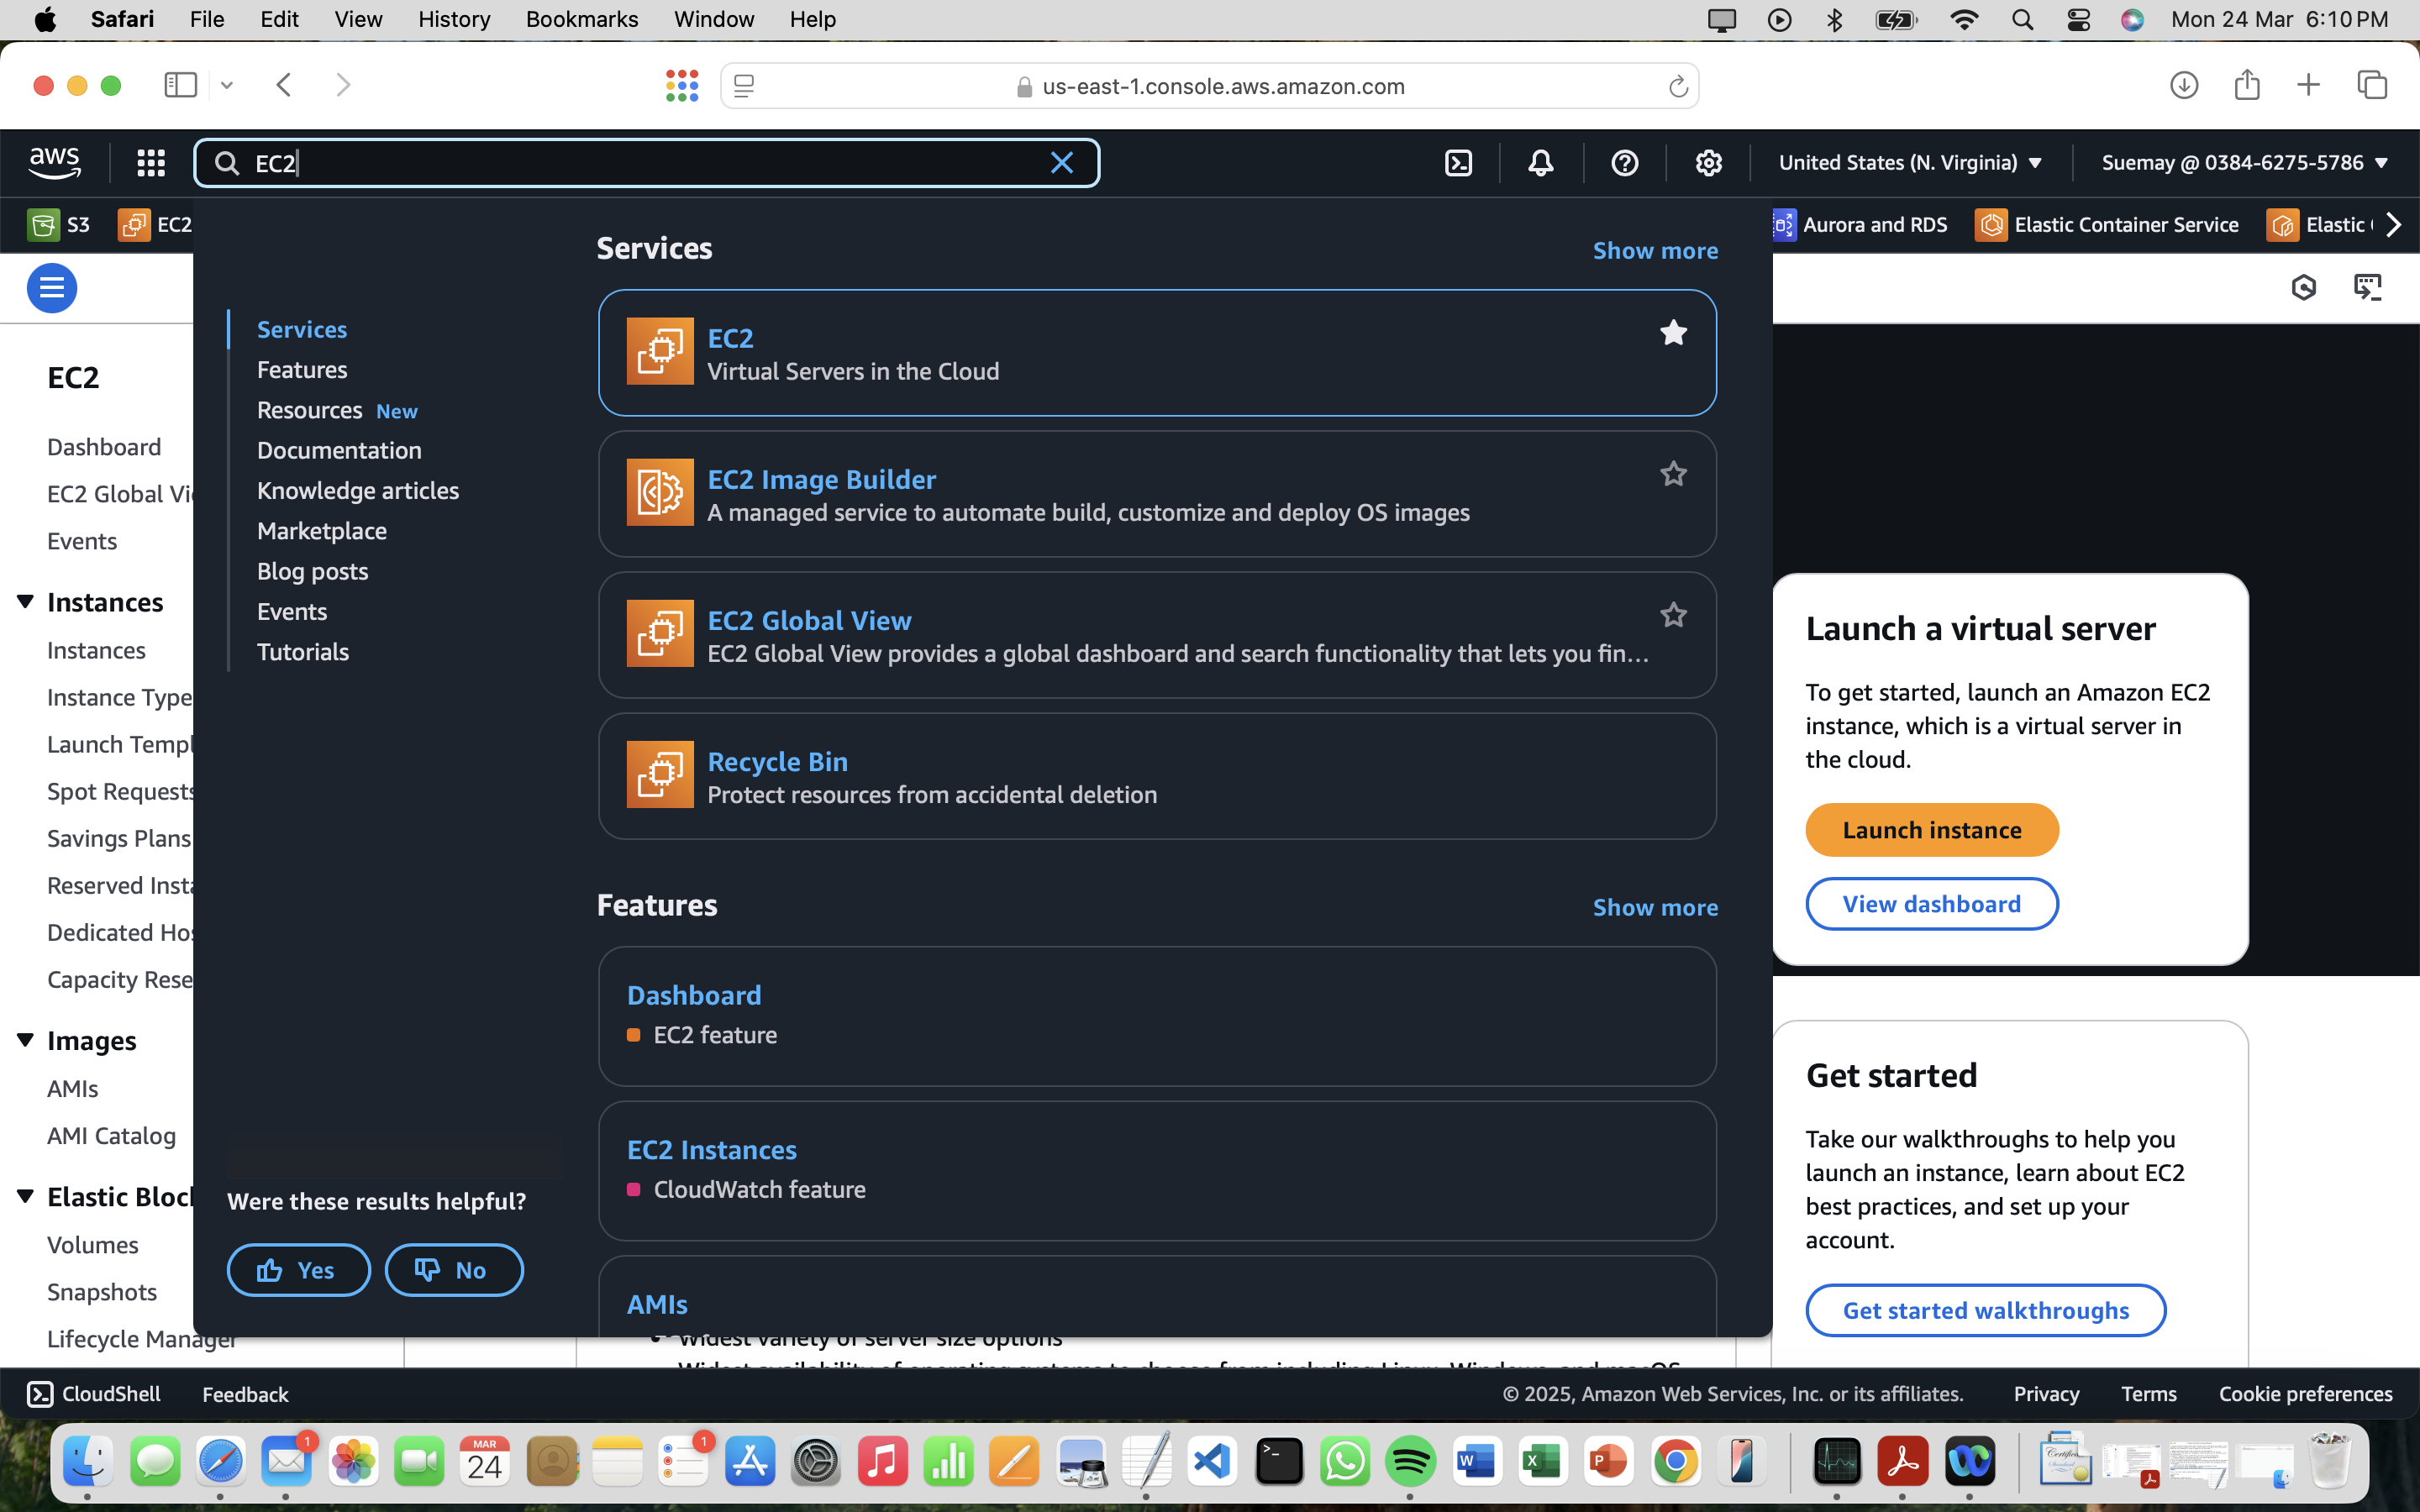 Safari File Edit View History Bookmarks Window Help Mon 24 Mar 6:10 PM
us-east-1.console.aws.amazon.com
aws EC2 United States (N. Virginia) Suemay @ 0384-6275-5786
S3 EC2 Aurora and RDS Elastic Container Service Elastic
EC2
Dashboard
EC2 Global Vi
Events
Instances
Instances
Instance Type
Launch Templ
Spot Requests
Savings Plans
Reserved Inst
Dedicated Hos
Capacity Rese
Images
AMIs
AMI Catalog
Elastic Bloc
Volumes
Snapshots
Lifecycle Manager
Services
Features
Resources New
Documentation
Knowledge articles
Marketplace
Blog posts
Events
Tutorials
Were these results helpful?
Yes No
Services Show more
EC2
Virtual Servers in the Cloud
EC2 Image Builder
A managed service to automate build, customize and deploy OS images
EC2 Global View
EC2 Global View provides a global dashboard and search functionality that lets you fin...
Recycle Bin
Protect resources from accidental deletion
Features Show more
Dashboard
EC2 feature
EC2 Instances
CloudWatch feature
AMIs
Widest variety of server size options
Widest availability of operating systems to choose from including Linux, Windows, and macOS
Launch a virtual server
To get started, launch an Amazon EC2
instance, which is a virtual server in
the cloud.
Launch instance
View dashboard
Get started
Take our walkthroughs to help you
launch an instance, learn about EC2
best practices, and set up your
account.
Get started walkthroughs
CloudShell Feedback © 2025, Amazon Web Services, Inc. or its affiliates. Privacy Terms Cookie preferences
1 MAR 24 1 W X P